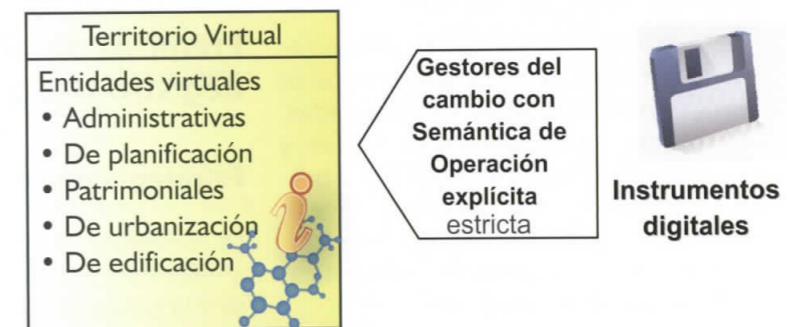 Territorio Virtual
Entidades virtuales
• Administrativas
• De planificación
• Patrimoniales
• De urbanización
• De edificación
Gestores del
cambio con
Semántica de
Operación
explícita
estricta
Instrumentos
digitales